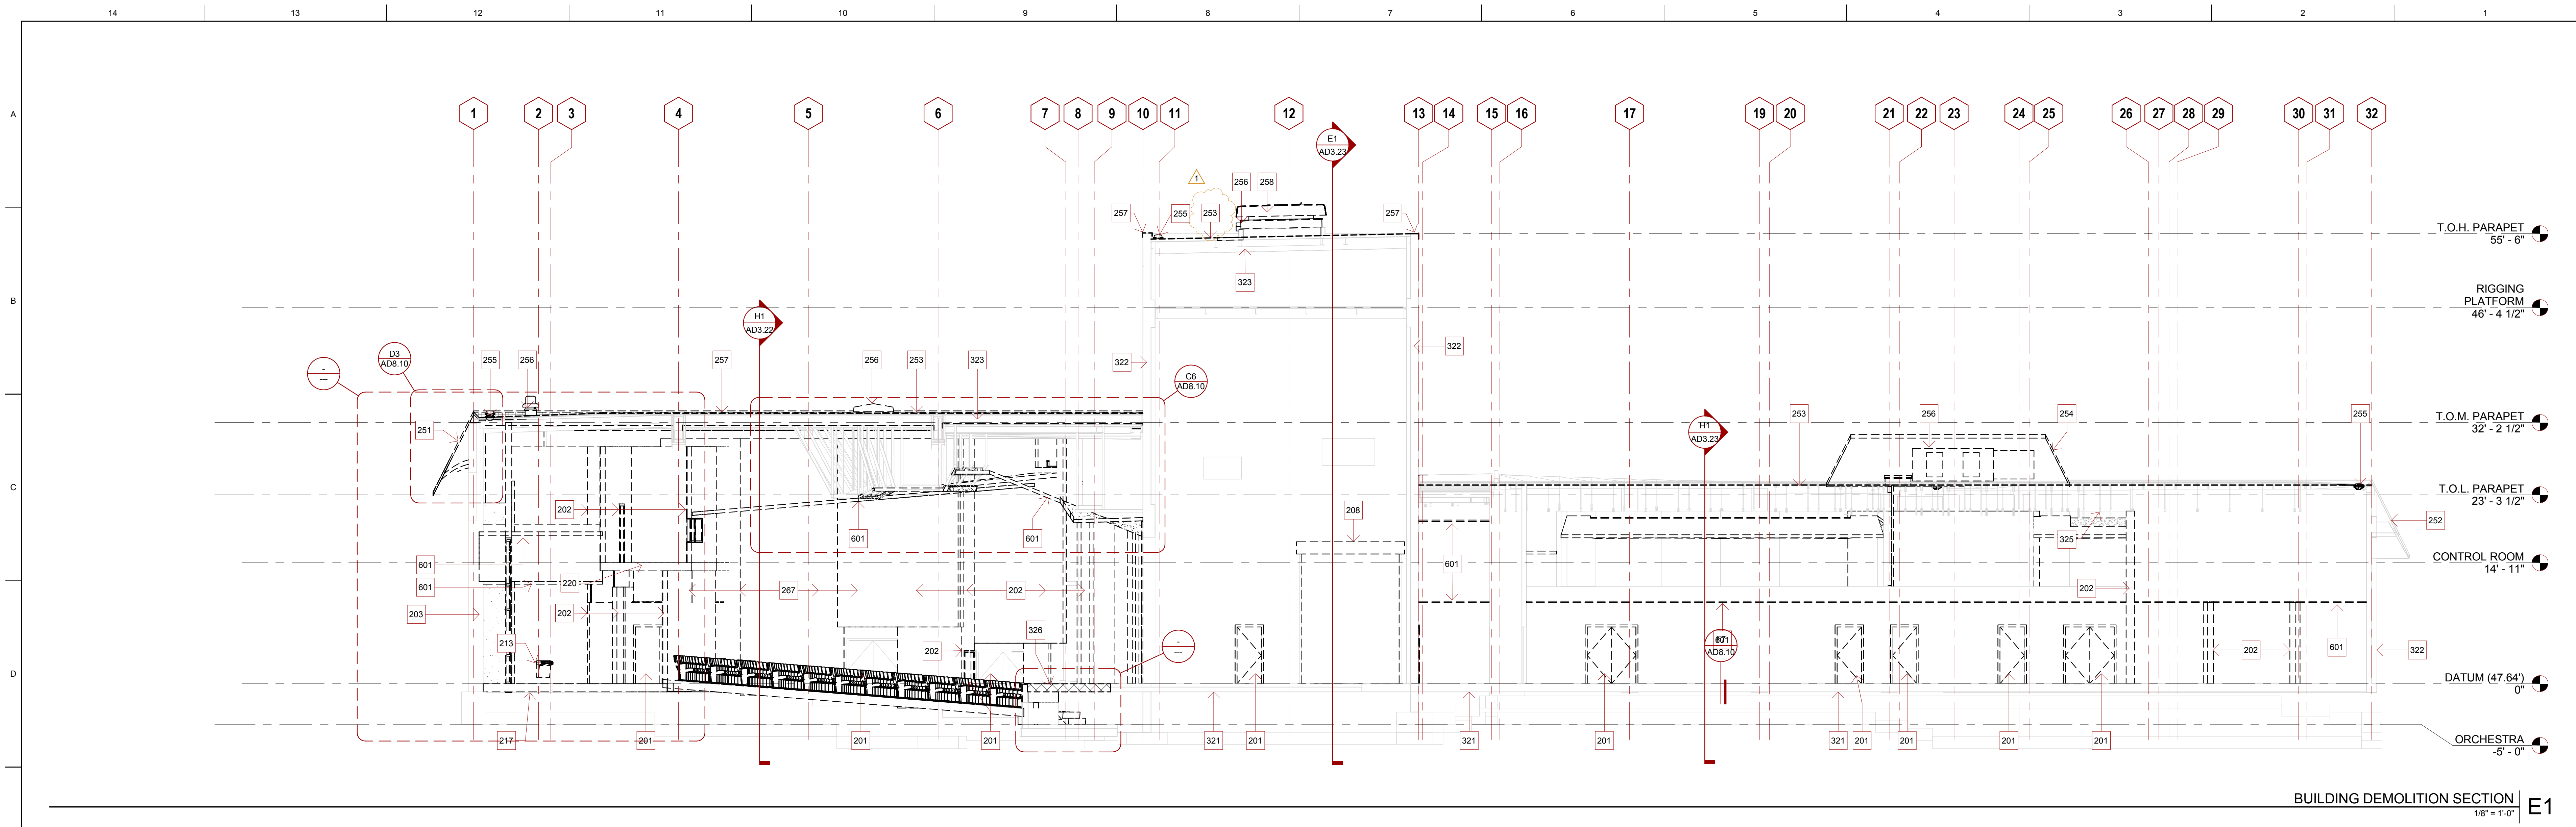 14 13 12 11 10 9 8 7 6 5 4 3 2 1
A
1 2 3 4 5 6 7 8 9 10 11 12 13 14 15 16 17 19 20 21 22 23 24 25 26 27 28 29 30 31 32
E1
AD3.23
1
256 258
257 255 253 257
T.O.H. PARAPET
55' - 6"
323
B
RIGGING
PLATFORM
46' - 4 1/2"
H1
AD3.22
322
D3
AD8.10
-
---
255 256 257 256 253 323 322
C6
AD8.10
253 256 254 255
T.O.M. PARAPET
32' - 2 1/2"
251
H1
AD3.23
C
T.O.L. PARAPET
23' - 3 1/2"
202 208
252
601 601 325
CONTROL ROOM
14' - 11"
601 601
601 220 267 202 202
203 202
326
213 202
-
---
601
AD8.10
202 601 322
D
DATUM (47.64')
0"
217 201 201 201 321 201 321 201 321 201 201 201 201
ORCHESTRA
-5' - 0"
BUILDING DEMOLITION SECTION
1/8" = 1'-0"
E1